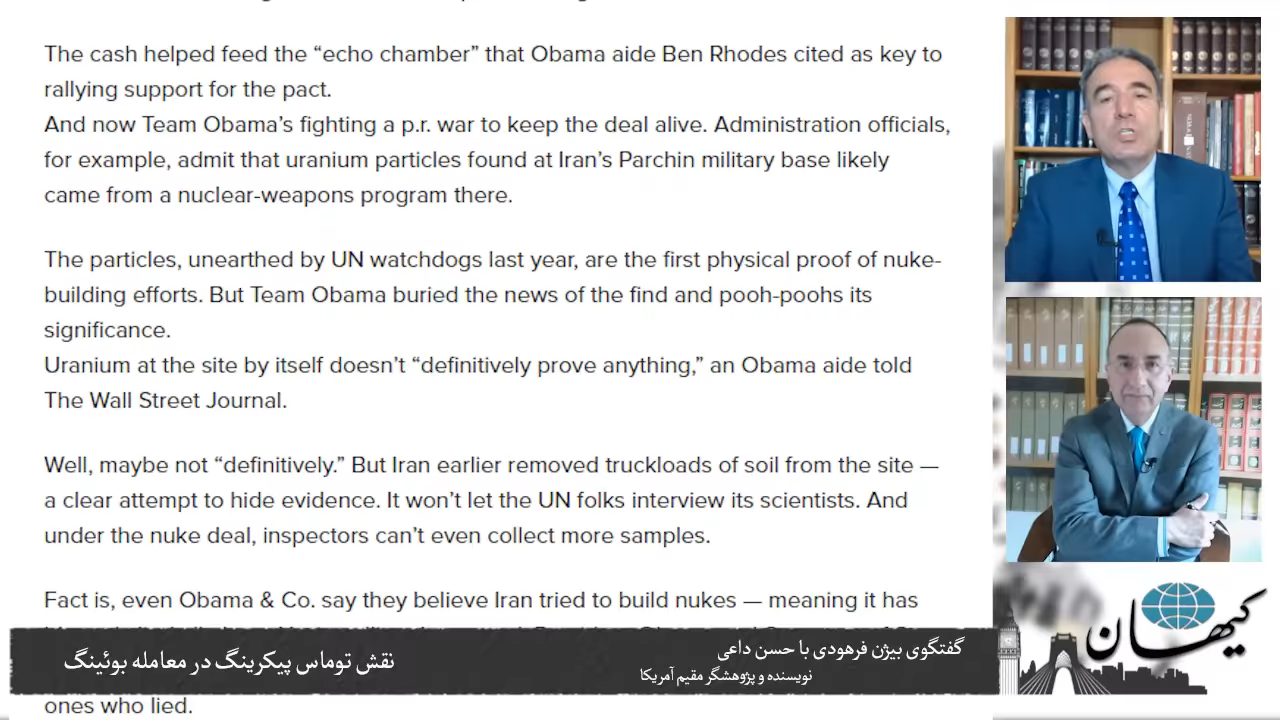 The cash helped feed the “echo chamber” that Obama aide Ben Rhodes cited as key to
rallying support for the pact.
And now Team Obama’s fighting a p.r. war to keep the deal alive. Administration officials,
for example, admit that uranium particles found at Iran’s Parchin military base likely
came from a nuclear-weapons program there.
The particles, unearthed by UN watchdogs last year, are the first physical proof of nuke-
building efforts. But Team Obama buried the news of the find and pooh-poohs its
significance.
Uranium at the site by itself doesn’t “definitively prove anything,” an Obama aide told
The Wall Street Journal.
Well, maybe not “definitively.” But Iran earlier removed truckloads of soil from the site —
a clear attempt to hide evidence. It won’t let the UN folks interview its scientists. And
under the nuke deal, inspectors can’t even collect more samples.
Fact is, even Obama & Co. say they believe Iran tried to build nukes — meaning it has
ones who lied.
گفتگوی بیژن فرهودی با حسن داعی
نویسنده و پژوهشگر مقیم آمریکا
نقش توماس پیکرینگ در معامله بوئینگ
کیهان